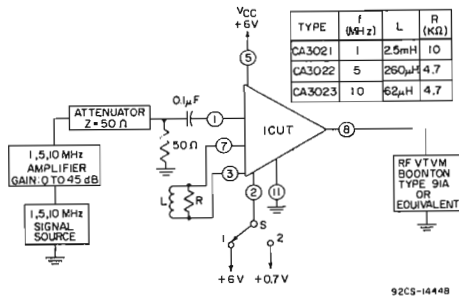 VCC
+6V
TYPE f (MHz) L R (KΩ)
CA3021 1 2.5mH 10
CA3022 5 260µH 4.7
CA3023 10 62µH 4.7
5
ATTENUATOR
Z=50 Ω
0.1µF
1
50Ω
ICUT
8
7
3
2
11
L
R
1,5,10 MHz
AMPLIFIER
GAIN: 0 TO 45 dB
1,5,10 MHz
SIGNAL
SOURCE
RF VTVM
BOONTON
TYPE 91A
OR
EQUIVALENT
S
1
2
+6V
+0.7V
92CS-14448